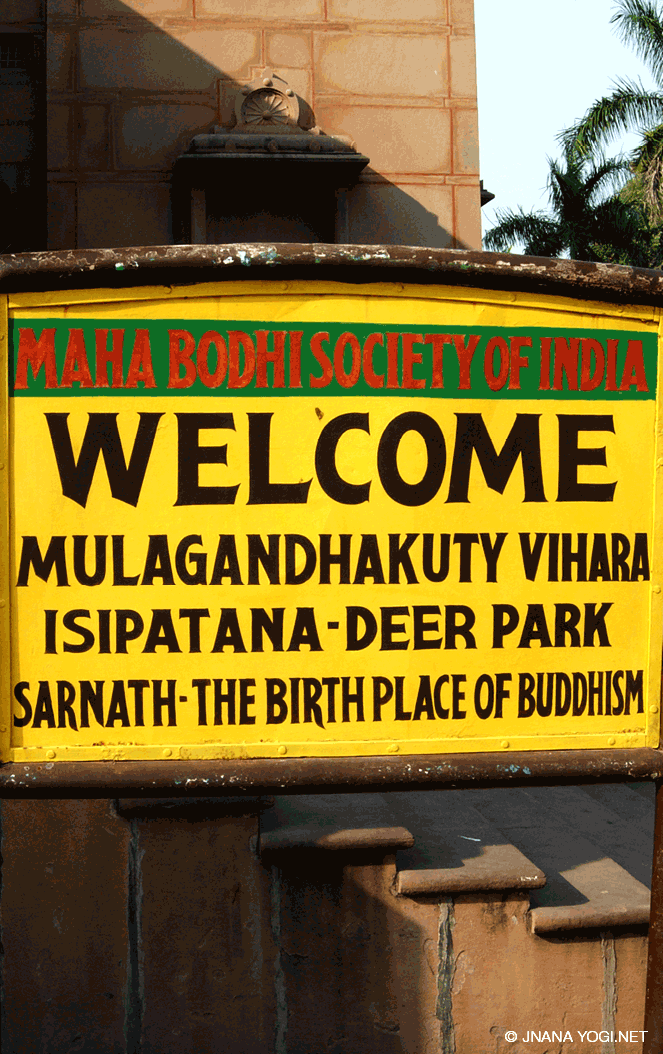 MAHA BODHI SOCIETY OF INDIA
WELCOME
MULAGANDHAKUTY VIHARA
ISIPATANA-DEER PARK
SARNATH-THE BIRTH PLACE OF BUDDHISM
© JNANA YOGI.NET